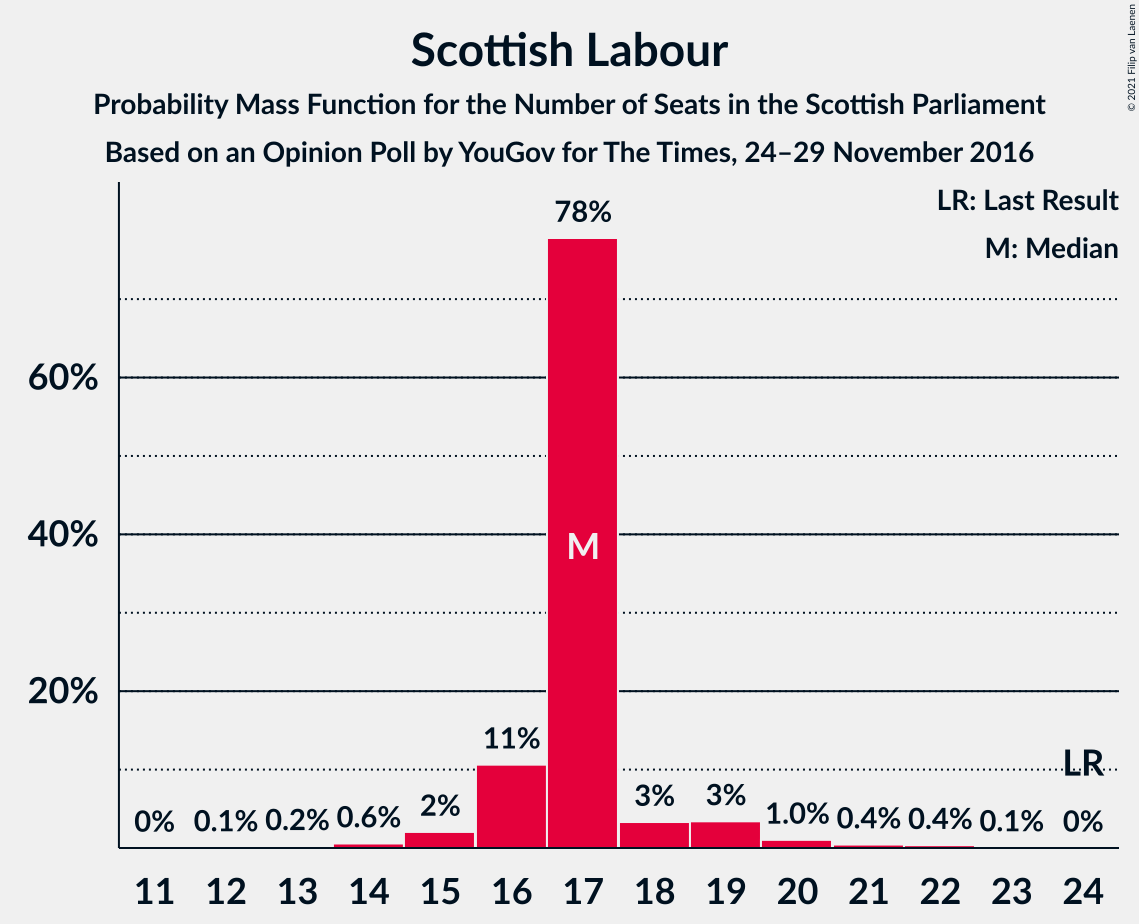 Scottish Labour
Probability Mass Function for the Number of Seats in the Scottish Parliament
Based on an Opinion Poll by YouGov for The Times, 24–29 November 2016
© 2021 Filip van Laenen
LR: Last Result
M: Median
78%
60%
40%
M
20%
11%
LR
0% 0.1% 0.2% 0.6% 2% 3% 3% 1.0% 0.4% 0.4% 0.1% 0%
11 12 13 14 15 16 17 18 19 20 21 22 23 24